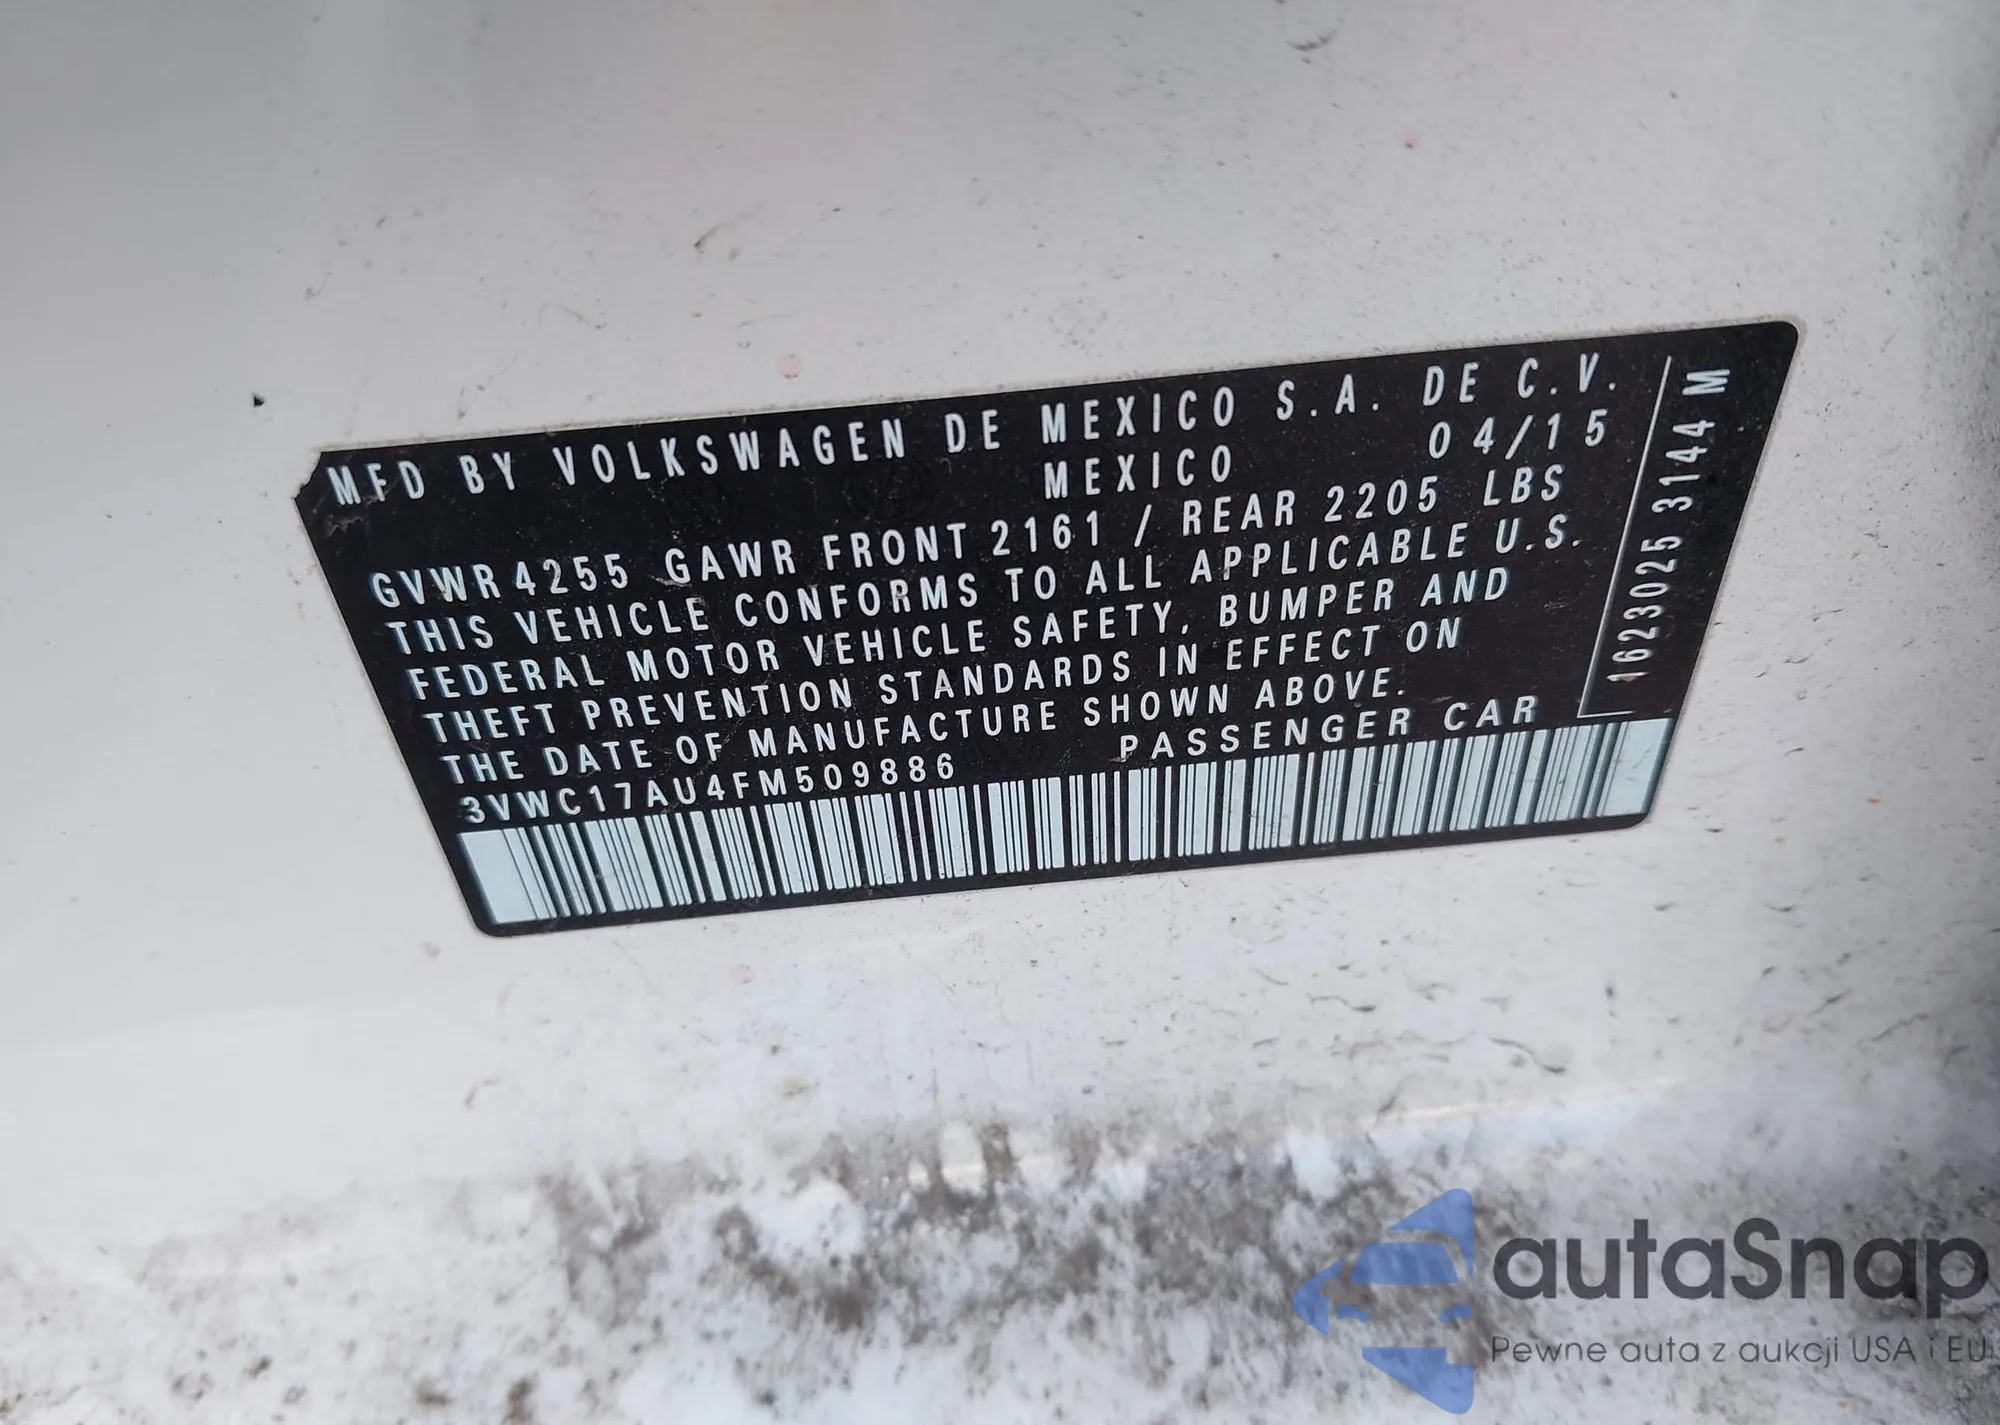 MFD BY VOLKSWAGEN DE MEXICO S.A. DE C.V.
MEXICO 04/15
GVWR 4255 GAWR FRONT 2161 / REAR 2205 LBS
THIS VEHICLE CONFORMS TO ALL APPLICABLE U.S.
FEDERAL MOTOR VEHICLE SAFETY, BUMPER AND
THEFT PREVENTION STANDARDS IN EFFECT ON
THE DATE OF MANUFACTURE SHOWN ABOVE.
3VWC17AU4FM509886 PASSENGER CAR
1623025 3144 M
autaSnap
Pewne auta z aukcji USA i EU